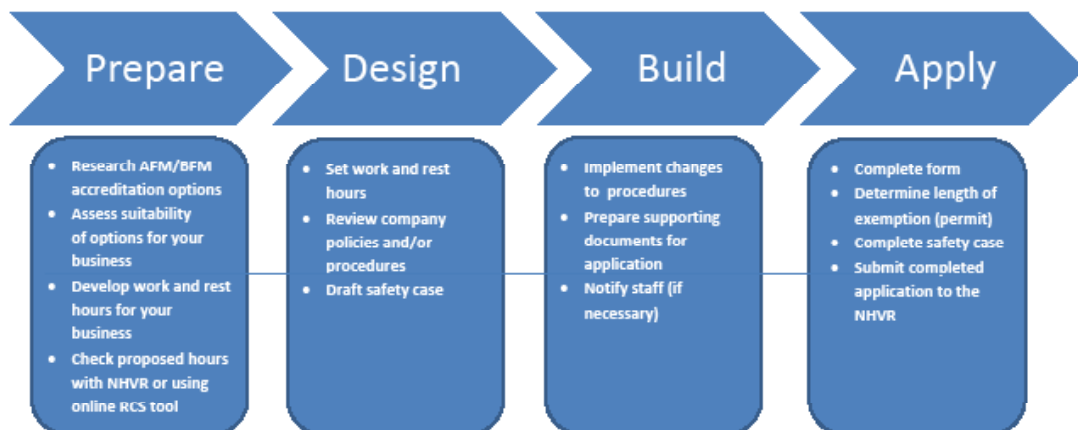 Prepare
Design
Build
Apply
• Research AFM/BFM
accreditation options
• Assess suitability
of options for your
business
• Develop work and rest
hours for your
business
• Check proposed hours
with NHVR or using
online RCS tool
• Set work and rest
hours
• Review company
policies and/or
procedures
• Draft safety case
• Implement changes
to procedures
• Prepare supporting
documents for
application
• Notify staff (if
necessary)
• Complete form
• Determine length of
exemption (permit)
• Complete safety case
• Submit completed
application to the
NHVR